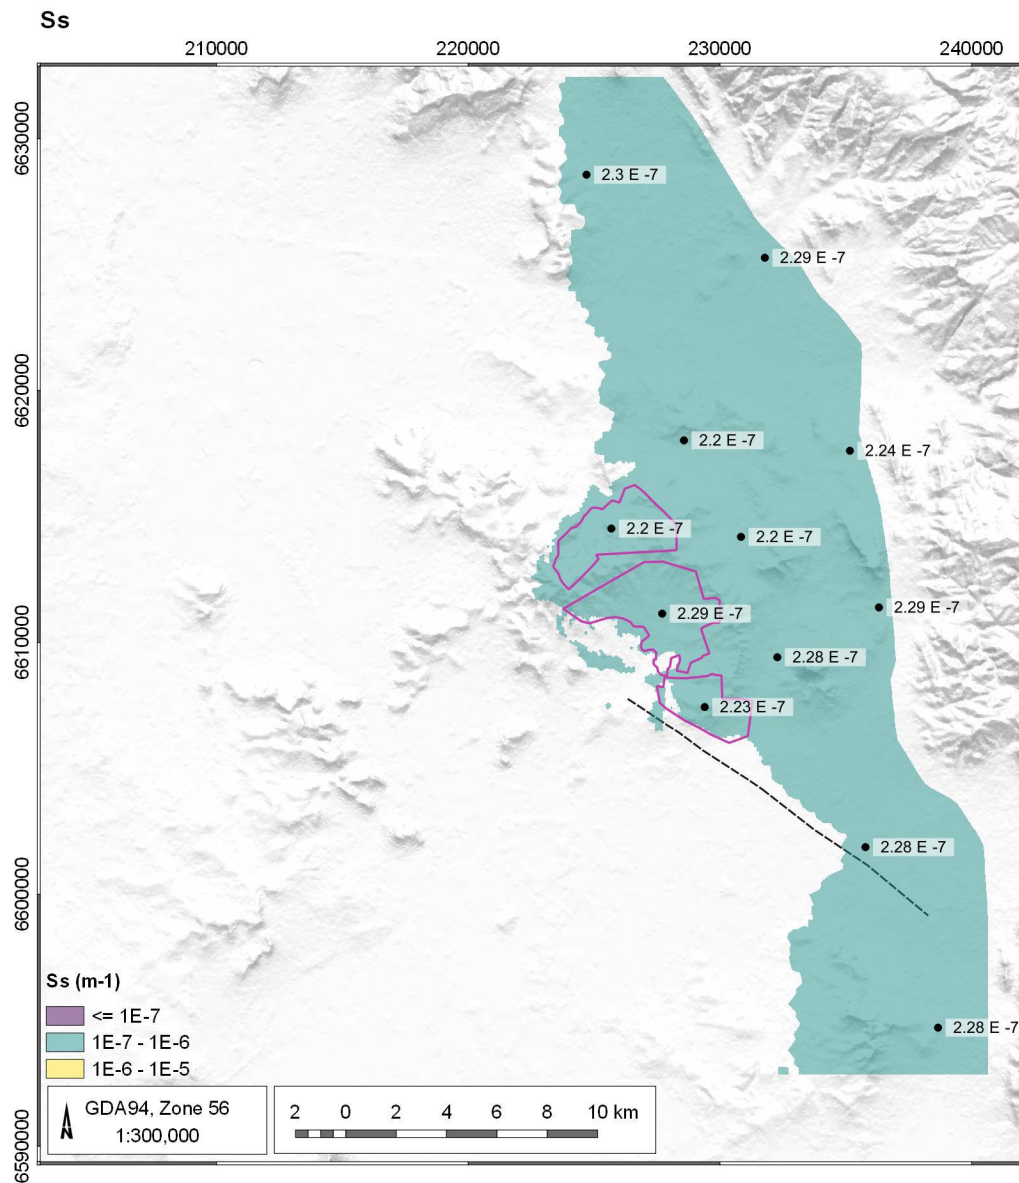 Ss
210000 220000 230000 240000
6630000
6620000
6610000
6600000
6590000
2.3 E -7
2.29 E -7
2.2 E -7
2.24 E -7
2.2 E -7
2.2 E -7
2.29 E -7
2.29 E -7
2.28 E -7
2.23 E -7
2.28 E -7
2.28 E -7
Ss (m-1)
<= 1E-7
1E-7 - 1E-6
1E-6 - 1E-5
N
GDA94, Zone 56
1:300,000
2 0 2 4 6 8 10 km